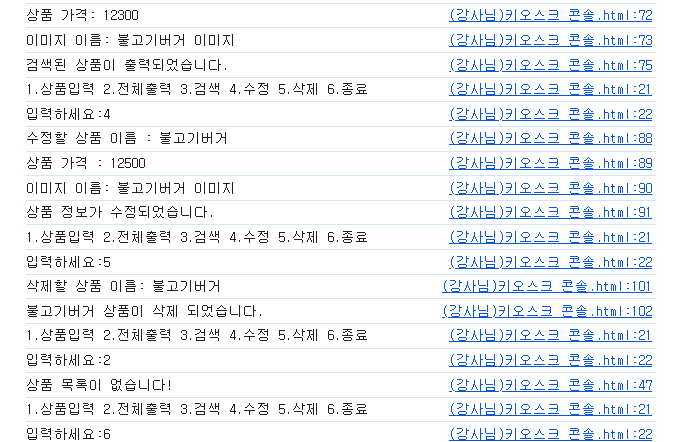 상품 가격: 12300 (강사님)키오스크 콘솔.html:72
이미지 이름: 불고기버거 이미지 (강사님)키오스크 콘솔.html:73
검색된 상품이 출력되었습니다. (강사님)키오스크 콘솔.html:75
1.상품입력 2.전체출력 3.검색 4.수정 5.삭제 6.종료 (강사님)키오스크 콘솔.html:21
입력하세요:4 (강사님)키오스크 콘솔.html:22
수정할 상품 이름 : 불고기버거 (강사님)키오스크 콘솔.html:88
상품 가격 : 12500 (강사님)키오스크 콘솔.html:89
이미지 이름: 불고기버거 이미지 (강사님)키오스크 콘솔.html:90
상품 정보가 수정되었습니다. (강사님)키오스크 콘솔.html:91
1.상품입력 2.전체출력 3.검색 4.수정 5.삭제 6.종료 (강사님)키오스크 콘솔.html:21
입력하세요:5 (강사님)키오스크 콘솔.html:22
삭제할 상품 이름: 불고기버거 (강사님)키오스크 콘솔.html:101
불고기버거 상품이 삭제 되었습니다. (강사님)키오스크 콘솔.html:102
1.상품입력 2.전체출력 3.검색 4.수정 5.삭제 6.종료 (강사님)키오스크 콘솔.html:21
입력하세요:2 (강사님)키오스크 콘솔.html:22
상품 목록이 없습니다! (강사님)키오스크 콘솔.html:47
1.상품입력 2.전체출력 3.검색 4.수정 5.삭제 6.종료 (강사님)키오스크 콘솔.html:21
입력하세요:6 (강사님)키오스크 콘솔.html:22